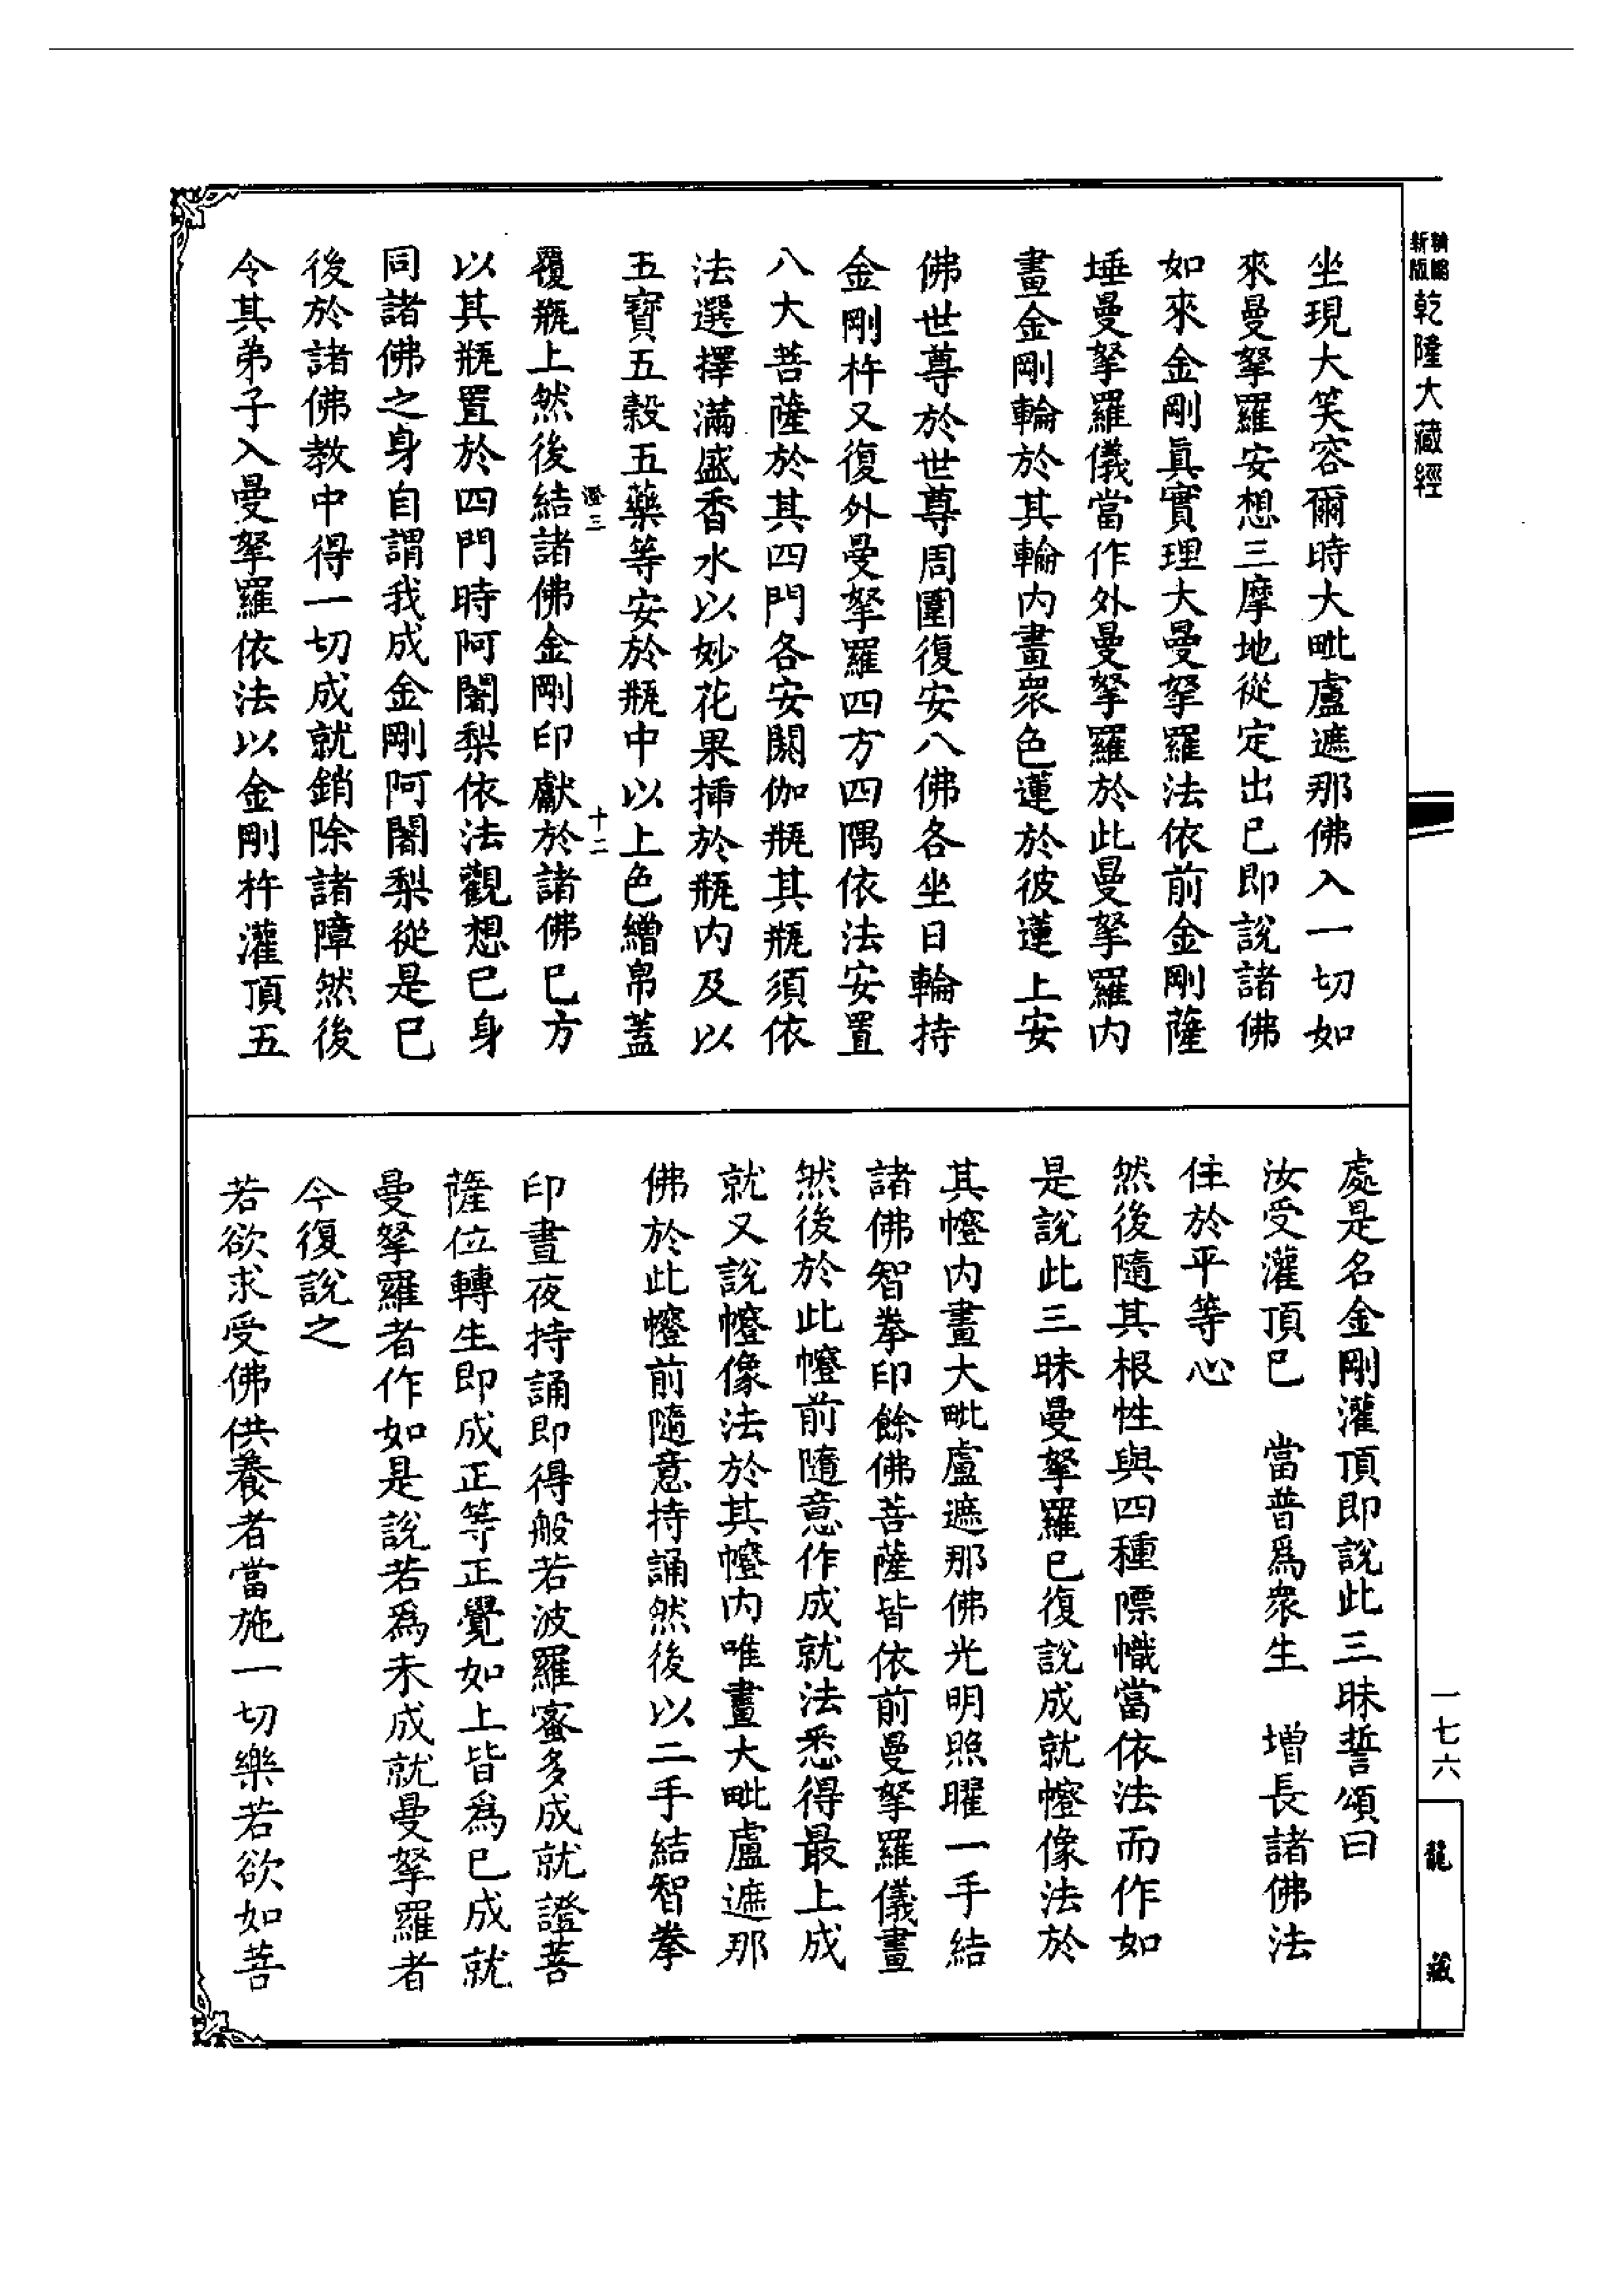 新版
乾隆大藏經
坐現大笑容爾時大毗盧遮那佛入一切如
來曼拏羅安想三摩地從定出已即說諸佛
如來金剛眞實理大曼拏羅法依前金剛薩
埵曼拏羅儀當作外曼拏羅於此曼拏羅內
畫金剛輪於其輪內畫衆色蓮於彼蓮上安
佛世尊於世尊周圍復安八佛各坐日輪持
金剛杵又復外曼拏羅四方四隅依法安置
八大菩薩於其四門各安閼伽瓶其瓶須依
法選擇滿盛香水以妙花果揷於瓶內及以
五寶五穀五藥等安於瓶中以上色繒帛蓋
澄三
十二
覆瓶上然後結諸佛金剛印獻於諸佛已方
以其瓶置於四門時阿闍梨依法觀想已身
同諸佛之身自謂我成金剛阿闍梨從是已
後於諸佛教中得一切成就銷除諸障然後
令其弟子入曼拏羅依法以金剛杵灌頂五
處是名金剛灌頂即說此三昧誓頌曰
汝受灌頂已　當普爲衆生　增長諸佛法
住於平等心
然後隨其根性與四種幖幟當依法而作如
是說此三昧曼拏羅已復說成就㡧像法於
其㡧內畫大毗盧遮那佛光明照曜一手結
諸佛智拳印餘佛菩薩皆依前曼拏羅儀畫
然後於此㡧前隨意作成就法悉得最上成
就又說㡧像法於其㡧內唯畫大毗盧遮那
佛於此㡧前隨意持誦然後以二手結智拳
印晝夜持誦即得般若波羅蜜多成就證菩
薩位轉生即成正等正覺如上皆爲已成就
曼拏羅者作如是說若爲未成就曼拏羅者
今復說之
若欲求受佛供養者當施一切樂若欲如菩
一七六
龍藏